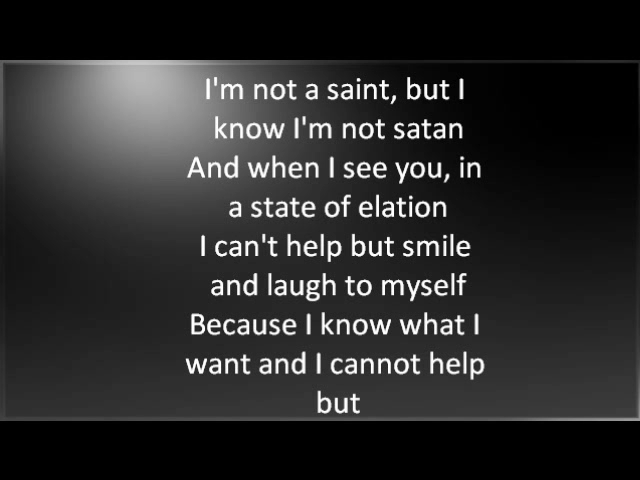 I'm not a saint, but I
know I'm not satan
And when I see you, in
a state of elation
I can't help but smile
and laugh to myself
Because I know what I
want and I cannot help
but